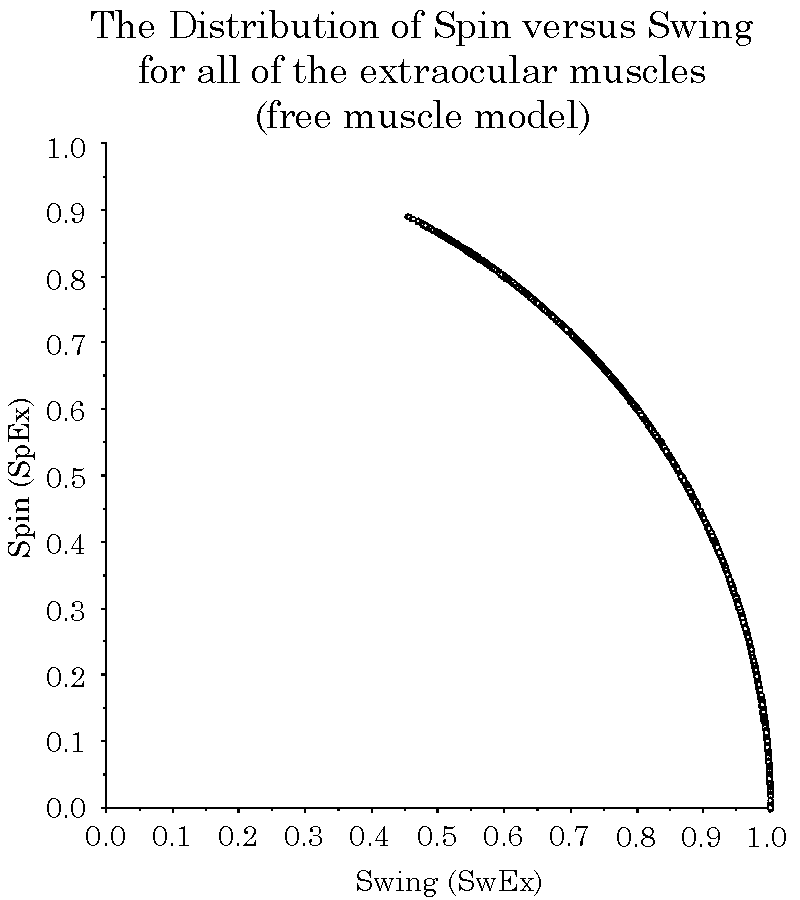 The Distribution of Spin versus Swing
for all of the extraocular muscles
(free muscle model)
1.0
0.9
0.8
0.7
0.6
0.5
0.4
0.3
0.2
0.1
0.0
Spin (SpEx)
0.0 0.1 0.2 0.3 0.4 0.5 0.6 0.7 0.8 0.9 1.0
Swing (SwEx)